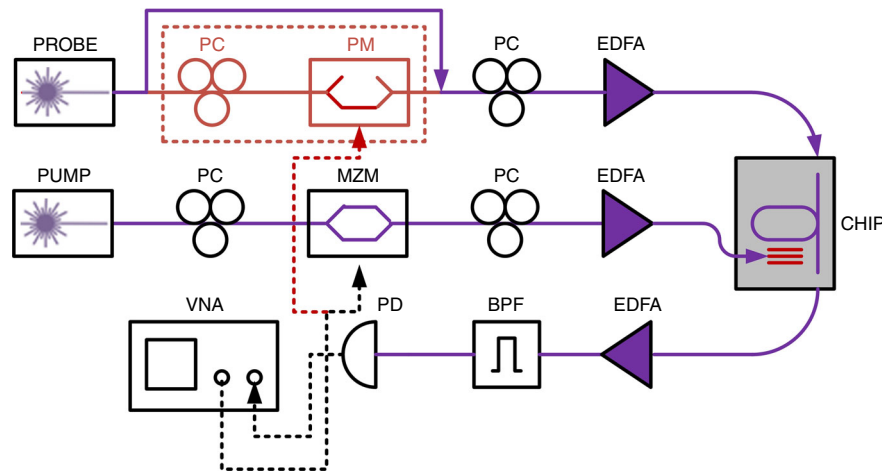 PROBE
PC
PM
PC
EDFA
PUMP
PC
MZM
PC
EDFA
CHIP
VNA
PD
BPF
EDFA